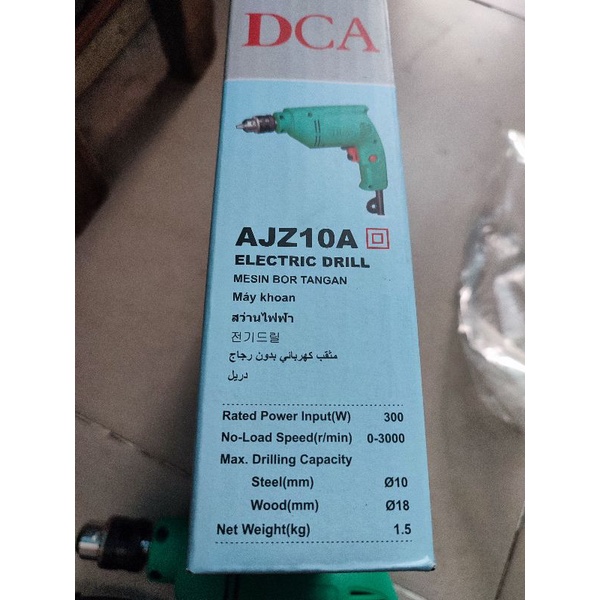 DCA
AJZ10A
ELECTRIC DRILL
MESIN BOR TANGAN
Máy khoan
สว่านไฟฟ้า
전기드릴
مثقب كهربائي بدون رجاج
دريل
Rated Power Input(W) 300
No-Load Speed(r/min) 0-3000
Max. Drilling Capacity
Steel(mm) Ø10
Wood(mm) Ø18
Net Weight(kg) 1.5